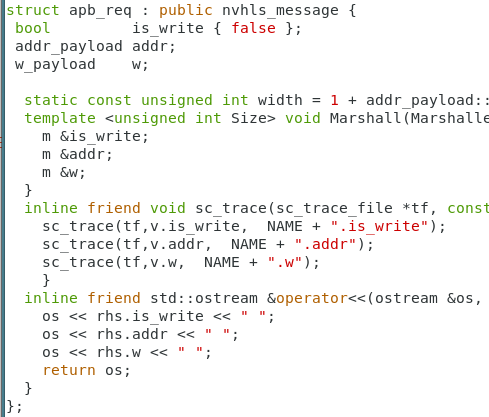 struct apb_req : public nvhls_message {
 bool          is_write { false };
 addr_payload addr;
 w_payload    w;

  static const unsigned int width = 1 + addr_payload::
  template <unsigned int Size> void Marshall(Marshalle
    m &is_write;
    m &addr;
    m &w;
  }
  inline friend void sc_trace(sc_trace_file *tf, const
    sc_trace(tf,v.is_write,  NAME + ".is_write");
    sc_trace(tf,v.addr,  NAME + ".addr");
    sc_trace(tf,v.w,  NAME + ".w");
    }
  inline friend std::ostream &operator<<(ostream &os,
    os << rhs.is_write << " ";
    os << rhs.addr << " ";
    os << rhs.w << " ";
    return os;
  }
};